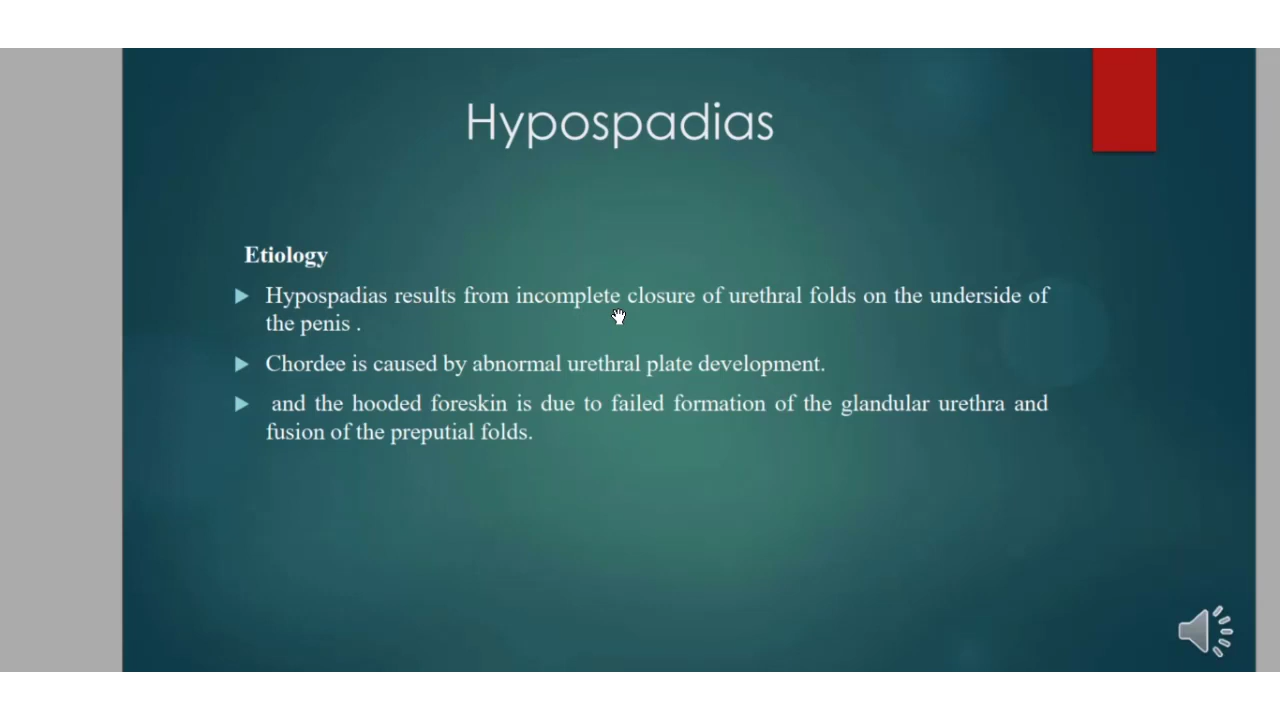 Hypospadias
Etiology
Hypospadias results from incomplete closure of urethral folds on the underside of
the penis .
Chordee is caused by abnormal urethral plate development.
and the hooded foreskin is due to failed formation of the glandular urethra and
fusion of the preputial folds.